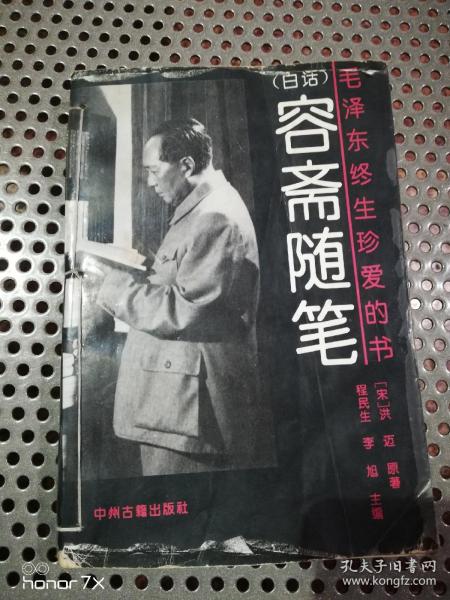 毛泽东终生珍爱的书
（白话）
容斋随笔
［宋］洪迈 原著
程民生 李旭 主编
中州古籍出版社
honor 7X
孔夫子旧书网
www.kongfz.com